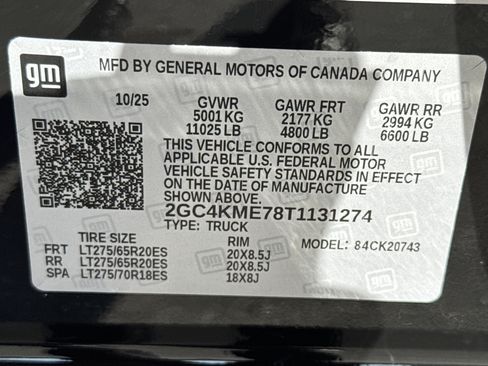 gm
MFD BY GENERAL MOTORS OF CANADA COMPANY
10/25 GVWR GAWR FRT GAWR RR
5001 KG 2177 KG 2994 KG
11025 LB 4800 LB 6600 LB
THIS VEHICLE CONFORMS TO ALL
APPLICABLE U.S. FEDERAL MOTOR
VEHICLE SAFETY STANDARDS IN EFFECT
ON THE DATE OF MANUFACTURE
SHOWN ABOVE.
2GC4KME78T1131274
TYPE: TRUCK
TIRE SIZE RIM MODEL: 84CK20743
FRT LT275/65R20ES 20X8.5J
RR LT275/65R20ES 20X8.5J
SPA LT275/70R18ES 18X8J